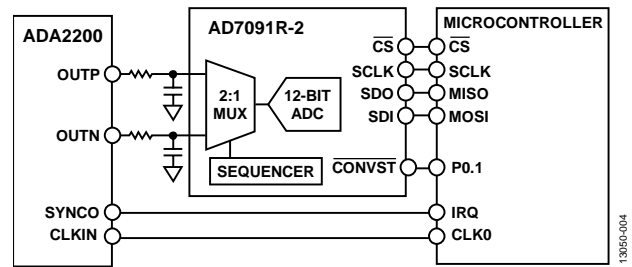 ADA2200
OUTP
OUTN
SYNCO
CLKIN
AD7091R-2
2:1
MUX
12-BIT
ADC
SEQUENCER
CS
SCLK
SDO
SDI
CONVST
MICROCONTROLLER
CS
SCLK
MISO
MOSI
P0.1
IRQ
CLK0
13050-004